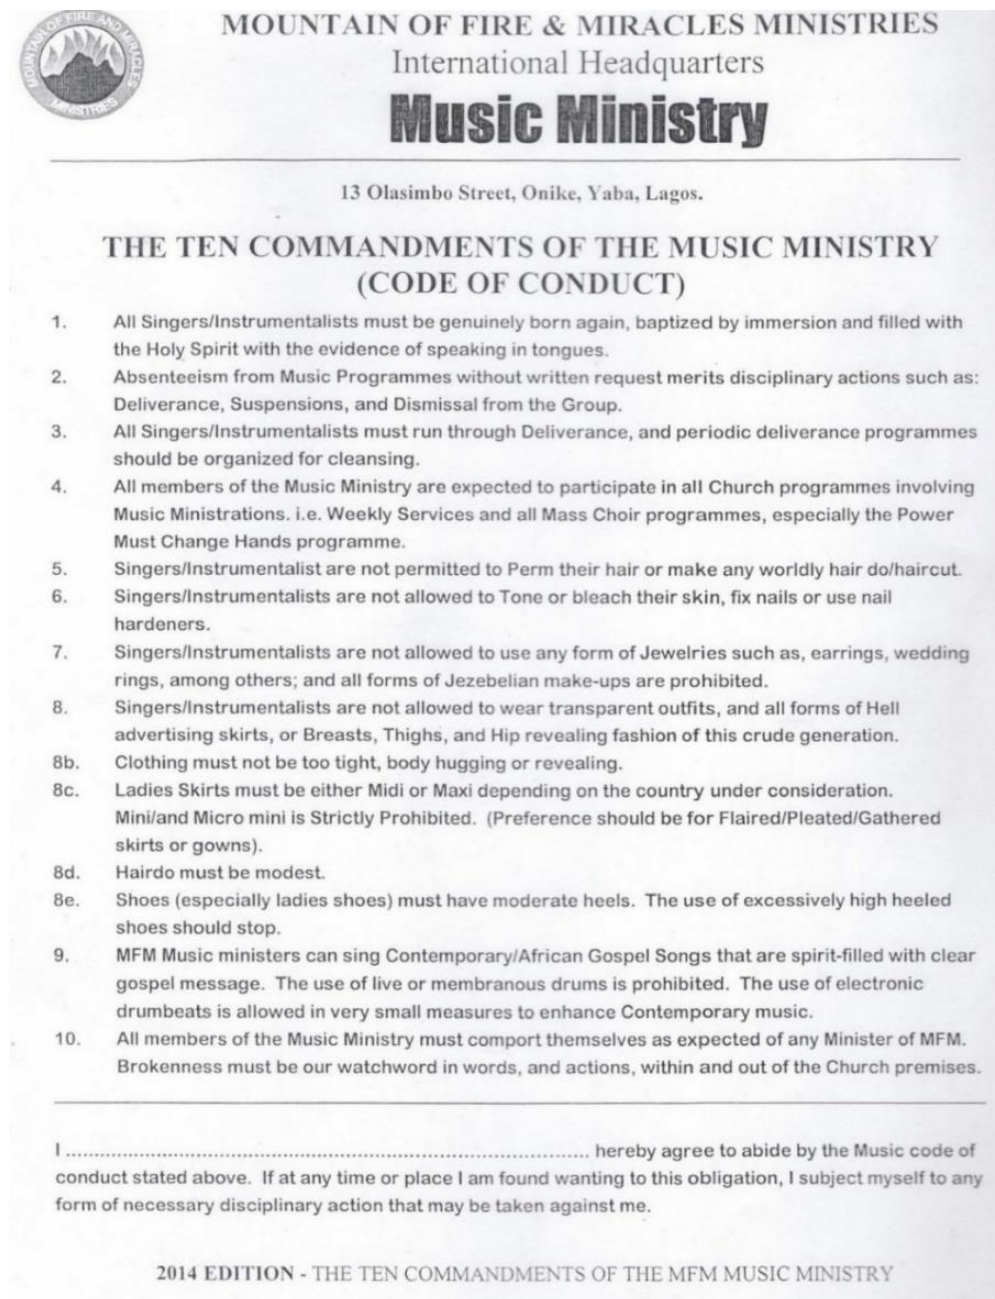 MOUNTAIN OF FIRE AND MIRACLES
MINISTRIES
MOUNTAIN OF FIRE & MIRACLES MINISTRIES
International Headquarters
Music Ministry
13 Olasimbo Street, Onike, Yaba, Lagos.
THE TEN COMMANDMENTS OF THE MUSIC MINISTRY
(CODE OF CONDUCT)
1. All Singers/Instrumentalists must be genuinely born again, baptized by immersion and filled with
the Holy Spirit with the evidence of speaking in tongues.
2. Absenteeism from Music Programmes without written request merits disciplinary actions such as:
Deliverance, Suspensions, and Dismissal from the Group.
3. All Singers/Instrumentalists must run through Deliverance, and periodic deliverance programmes
should be organized for cleansing.
4. All members of the Music Ministry are expected to participate in all Church programmes involving
Music Ministrations. i.e. Weekly Services and all Mass Choir programmes, especially the Power
Must Change Hands programme.
5. Singers/Instrumentalist are not permitted to Perm their hair or make any worldly hair do/haircut.
6. Singers/Instrumentalists are not allowed to Tone or bleach their skin, fix nails or use nail
hardeners.
7. Singers/Instrumentalists are not allowed to use any form of Jewelries such as, earrings, wedding
rings, among others; and all forms of Jezebelian make-ups are prohibited.
8. Singers/Instrumentalists are not allowed to wear transparent outfits, and all forms of Hell
advertising skirts, or Breasts, Thighs, and Hip revealing fashion of this crude generation.
8b. Clothing must not be too tight, body hugging or revealing.
8c. Ladies Skirts must be either Midi or Maxi depending on the country under consideration.
Mini/and Micro mini is Strictly Prohibited. (Preference should be for Flaired/Pleated/Gathered
skirts or gowns).
8d. Hairdo must be modest.
8e. Shoes (especially ladies shoes) must have moderate heels. The use of excessively high heeled
shoes should stop.
9. MFM Music ministers can sing Contemporary/African Gospel Songs that are spirit-filled with clear
gospel message. The use of live or membranous drums is prohibited. The use of electronic
drumbeats is allowed in very small measures to enhance Contemporary music.
10. All members of the Music Ministry must comport themselves as expected of any Minister of MFM.
Brokenness must be our watchword in words, and actions, within and out of the Church premises.
I ................................................................................ hereby agree to abide by the Music code of
conduct stated above. If at any time or place I am found wanting to this obligation, I subject myself to any
form of necessary disciplinary action that may be taken against me.
2014 EDITION - THE TEN COMMANDMENTS OF THE MFM MUSIC MINISTRY